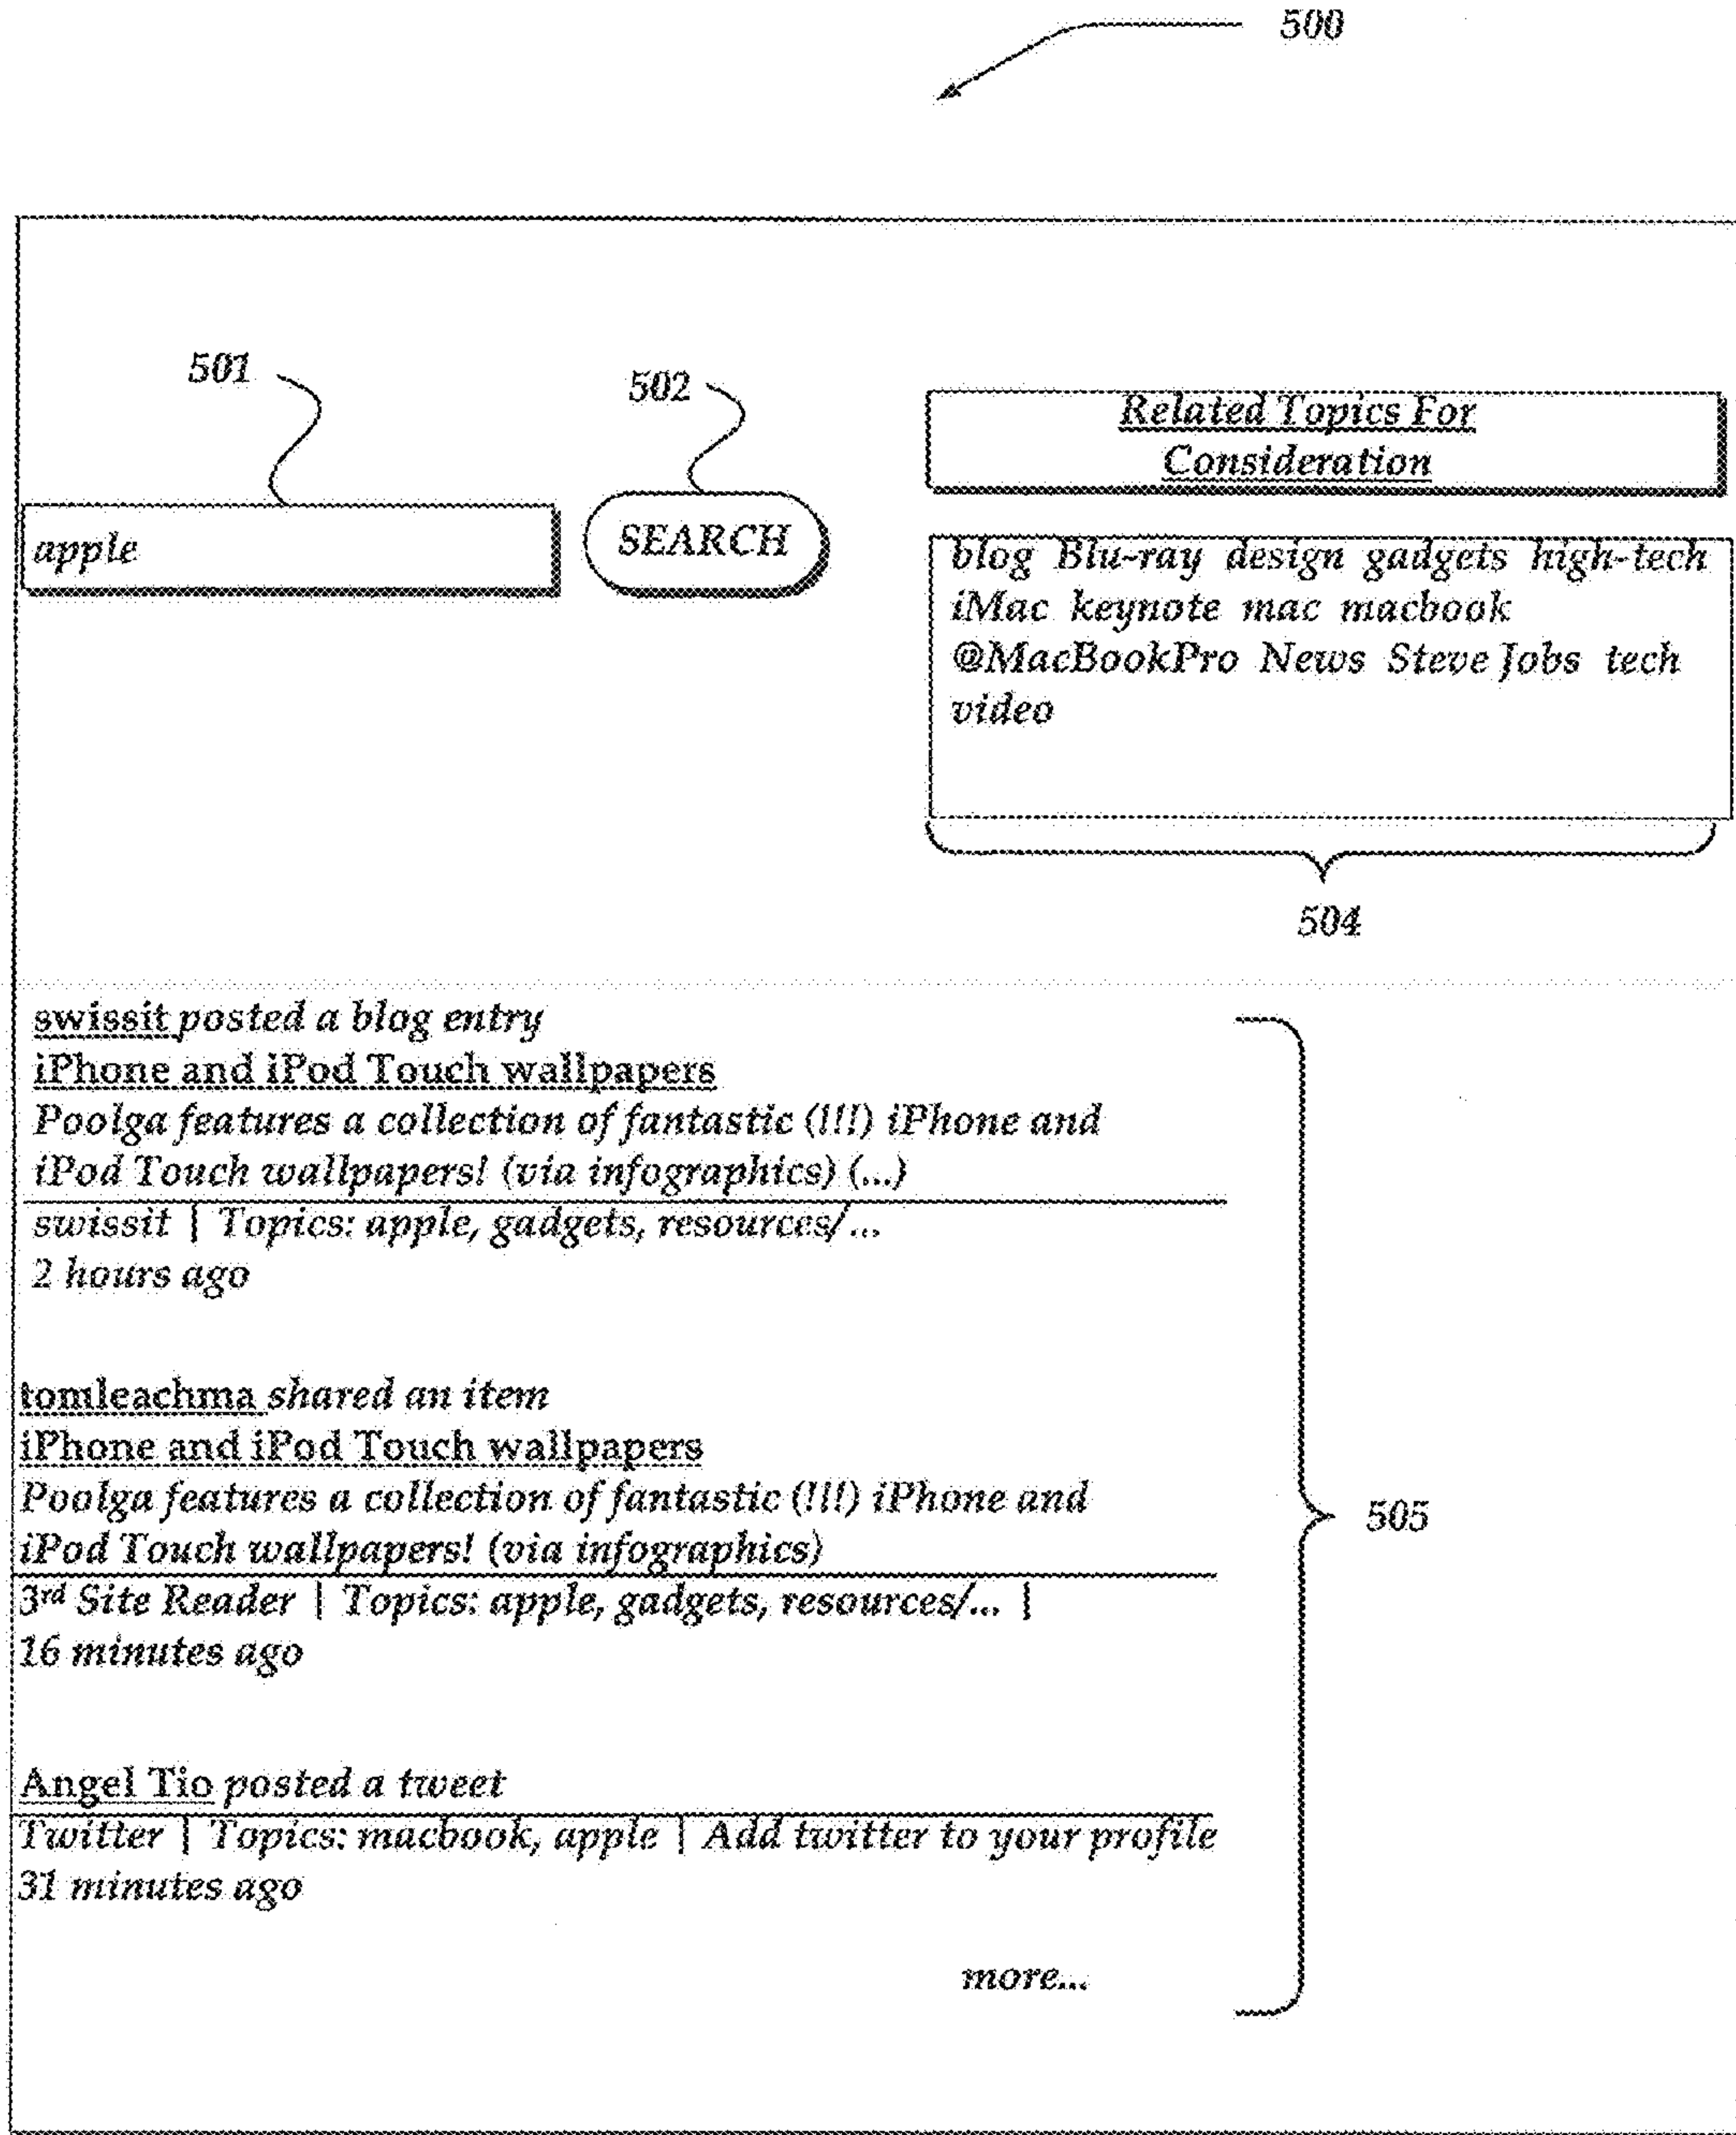 500
501
502
Related Topics For
Consideration
apple
SEARCH
blog Blu-ray design gadgets high-tech
iMac keynote mac macbook
@MacBookPro News Steve Jobs tech
video
504
swissit posted a blog entry
iPhone and iPod Touch wallpapers
Poolga features a collection of fantastic (!!!) iPhone and
iPod Touch wallpapers! (via infographics) (...)
swissit | Topics: apple, gadgets, resources/...
2 hours ago
tomleachma shared an item
iPhone and iPod Touch wallpapers
Poolga features a collection of fantastic (!!!) iPhone and
iPod Touch wallpapers! (via infographics)
3rd Site Reader | Topics: apple, gadgets, resources/... |
16 minutes ago
505
Angel Tio posted a tweet
Twitter | Topics: macbook, apple | Add twitter to your profile
31 minutes ago
more...